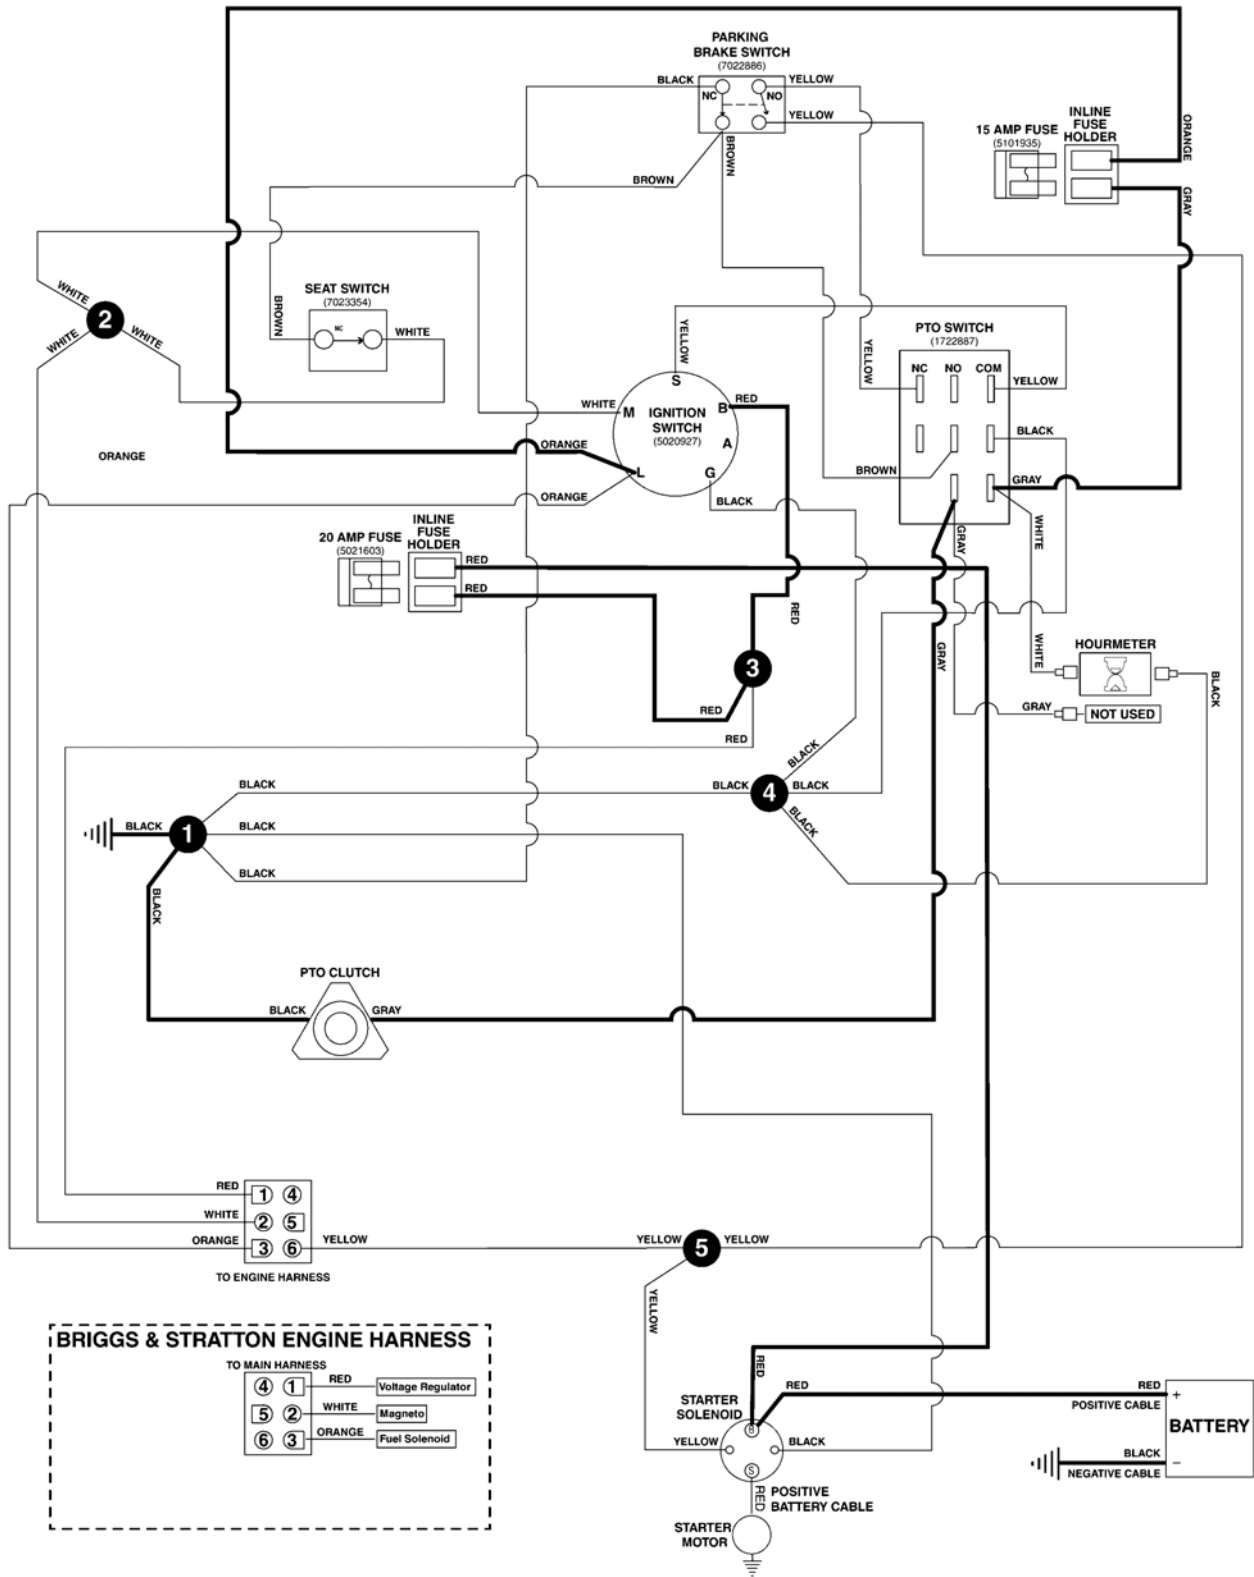 PARKING
BRAKE SWITCH
(7022886)
BLACK
YELLOW
NC
NO
YELLOW
BROWN
BROWN
15 AMP FUSE
(5101935)
INLINE
FUSE
HOLDER
ORANGE
GRAY
WHITE
2
WHITE
WHITE
SEAT SWITCH
(7023354)
BROWN
NC
WHITE
YELLOW
S
WHITE
M
IGNITION
SWITCH
(5020927)
B
RED
A
L
G
ORANGE
ORANGE
ORANGE
BLACK
PTO SWITCH
(1722887)
YELLOW
NC
NO
COM
YELLOW
BLACK
BROWN
GRAY
GRAY
WHITE
20 AMP FUSE
(5021603)
INLINE
FUSE
HOLDER
RED
RED
RED
3
RED
RED
GRAY
WHITE
HOURMETER
BLACK
GRAY
NOT USED
BLACK
BLACK
BLACK
4
BLACK
BLACK
BLACK
1
BLACK
BLACK
BLACK
PTO CLUTCH
BLACK
GRAY
RED
1
4
WHITE
2
5
ORANGE
3
6
YELLOW
TO ENGINE HARNESS
YELLOW
5
YELLOW
YELLOW
BRIGGS & STRATTON ENGINE HARNESS
TO MAIN HARNESS
4
1
RED
Voltage Regulator
5
2
WHITE
Magneto
6
3
ORANGE
Fuel Solenoid
RED
STARTER
SOLENOID
B
RED
YELLOW
BLACK
S
RED
POSITIVE
BATTERY CABLE
STARTER
MOTOR
RED
POSITIVE CABLE
+
BATTERY
BLACK
NEGATIVE CABLE
−